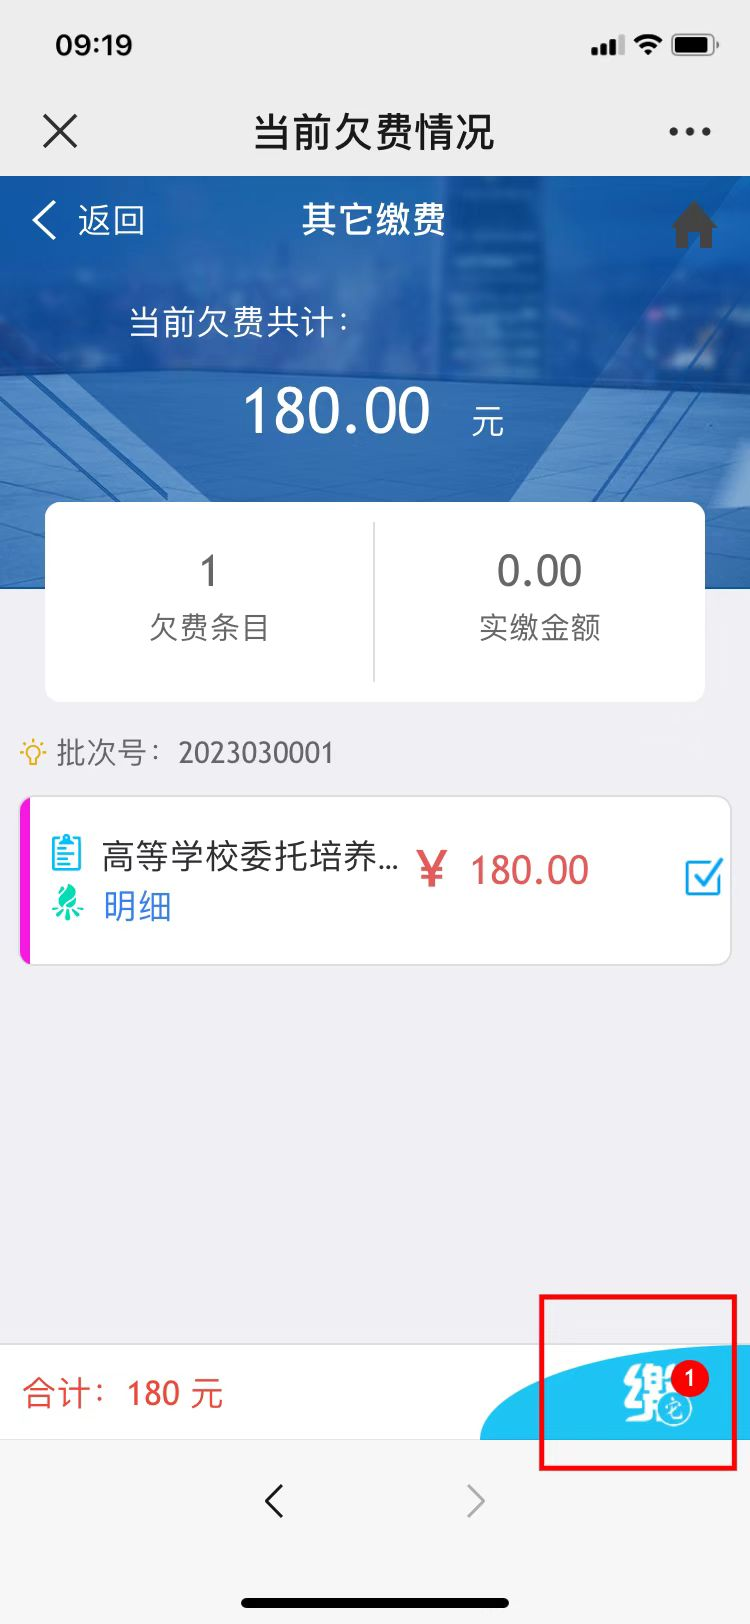 09:19
当前欠费情况
返回
其它缴费
当前欠费共计：
180.00 元
1
欠费条目
0.00
实缴金额
批次号：2023030001
高等学校委托培养... ¥ 180.00
明细
合计：180 元
缴
它
1